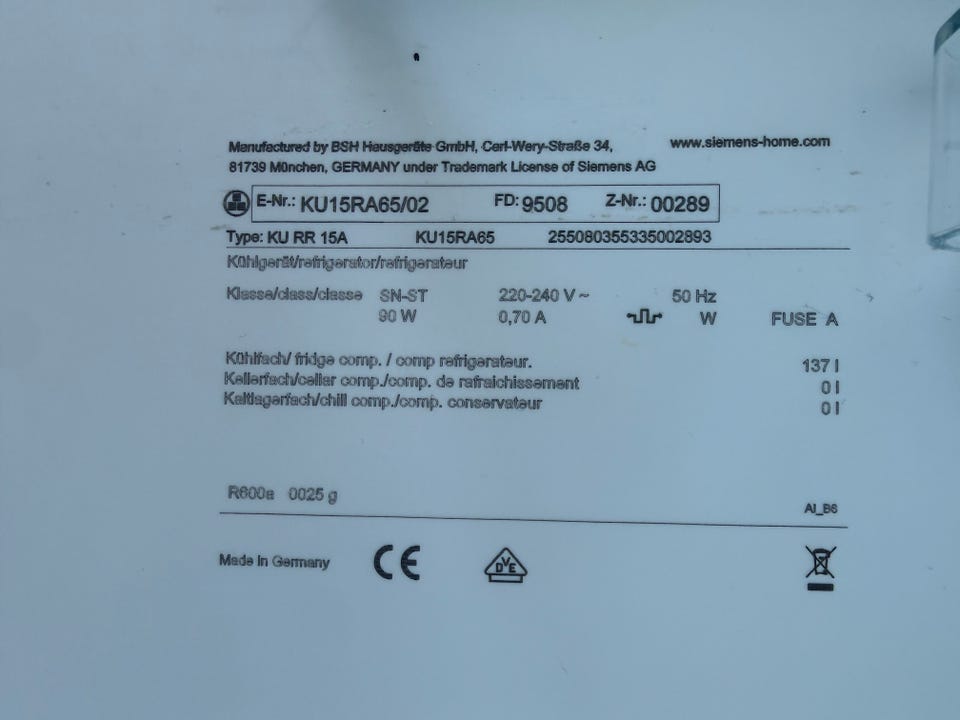 Manufactured by BSH Hausgeräte GmbH, Carl-Wery-Straße 34, www.siemens-home.com
81739 München, GERMANY under Trademark License of Siemens AG
E-Nr.: KU15RA65/02 FD: 9508 Z-Nr.: 00289
Type: KU RR 15A KU15RA65 255080355335002893
Kühlgerät/refrigerator/refrigerateur
Klasse/class/classe SN-ST 220-240 V ~ 50 Hz
90 W 0,70 A W FUSE A
Kühlfach/ fridge comp. / comp refrigerateur. 137 l
Kellerfach/cellar comp./comp. de rafraichissement 0 l
Kaltlagerfach/chill comp./comp. conservateur 0 l
R600a 0025 g
AI_B6
Made in Germany CE DVE